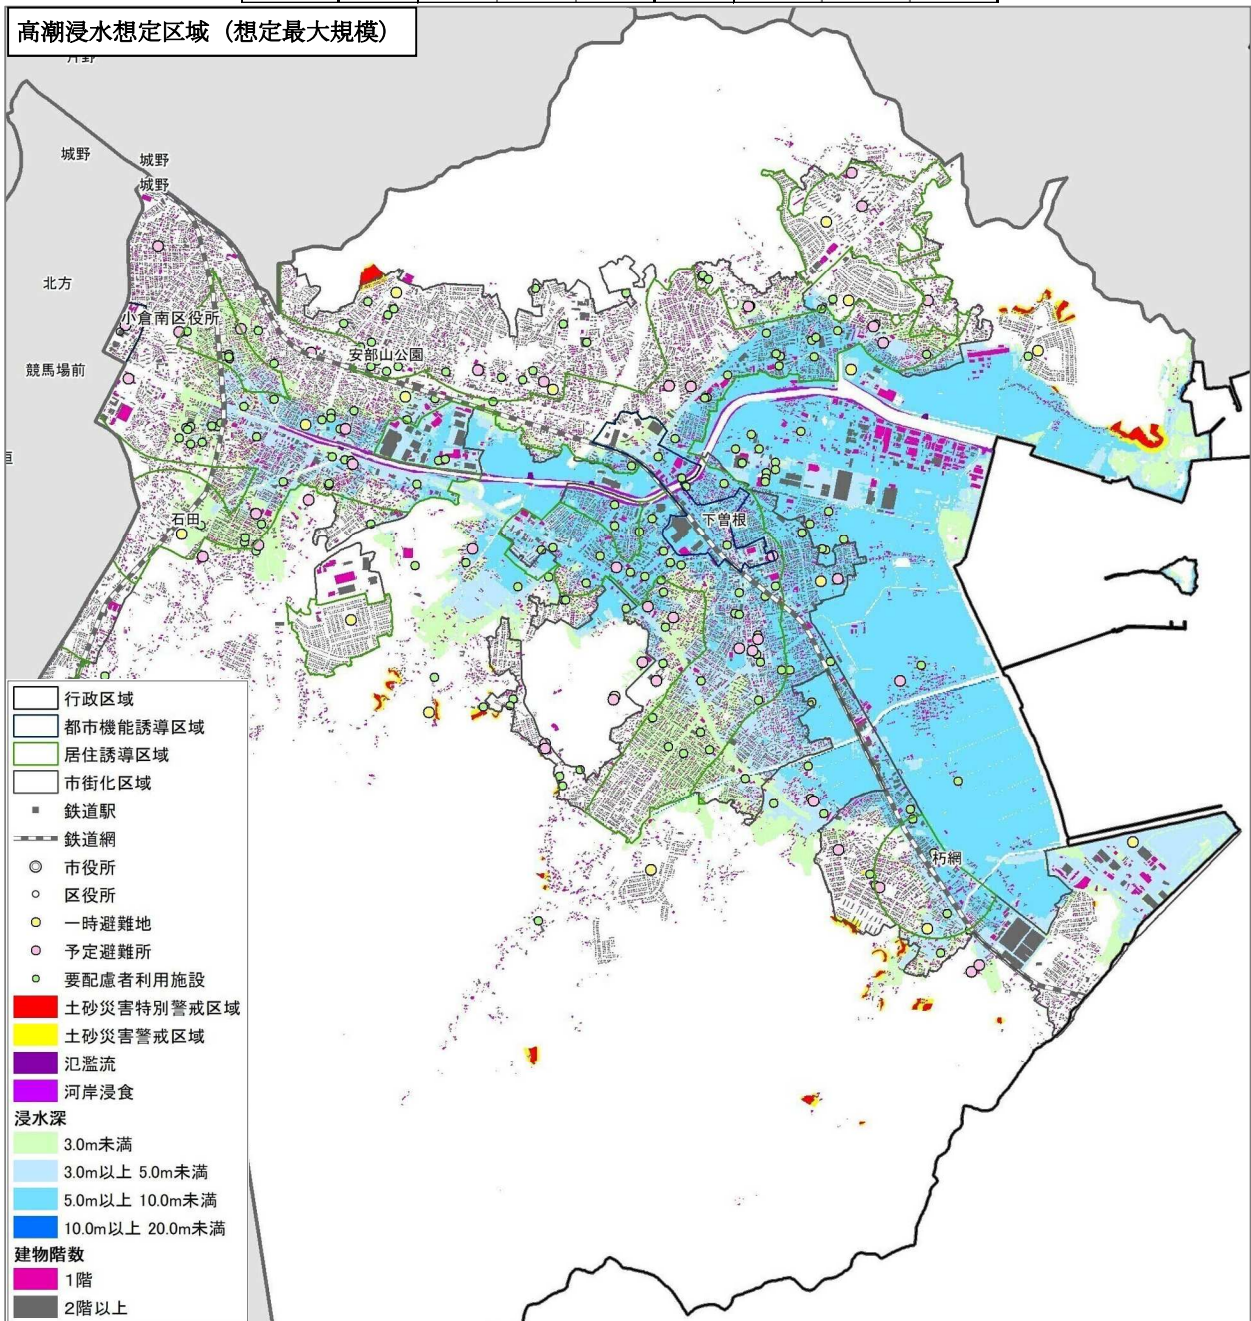 高潮浸水想定区域（想定最大規模）
片野
城野
城野
城野
北方
小倉南区役所
安部山公園
競馬場前
石田
下曽根
朽網
行政区域
都市機能誘導区域
居住誘導区域
市街化区域
鉄道駅
鉄道網
市役所
区役所
一時避難地
予定避難所
要配慮者利用施設
土砂災害特別警戒区域
土砂災害警戒区域
氾濫流
河岸浸食
浸水深
3.0m未満
3.0m以上 5.0m未満
5.0m以上 10.0m未満
10.0m以上 20.0m未満
建物階数
1階
2階以上